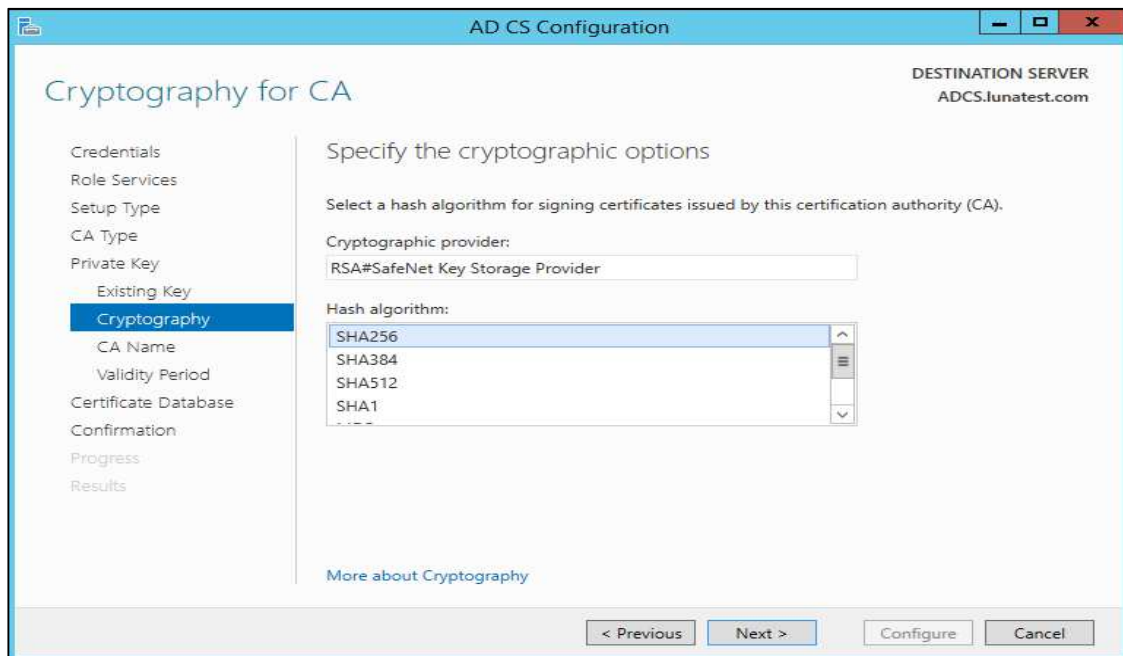 AD CS Configuration
Cryptography for CA
DESTINATION SERVER
ADCS.lunatest.com
Credentials
Role Services
Setup Type
CA Type
Private Key
Existing Key
Cryptography
CA Name
Validity Period
Certificate Database
Confirmation
Progress
Results
Specify the cryptographic options
Select a hash algorithm for signing certificates issued by this certification authority (CA).
Cryptographic provider:
RSA#SafeNet Key Storage Provider
Hash algorithm:
SHA256
SHA384
SHA512
SHA1
More about Cryptography
< Previous
Next >
Configure
Cancel